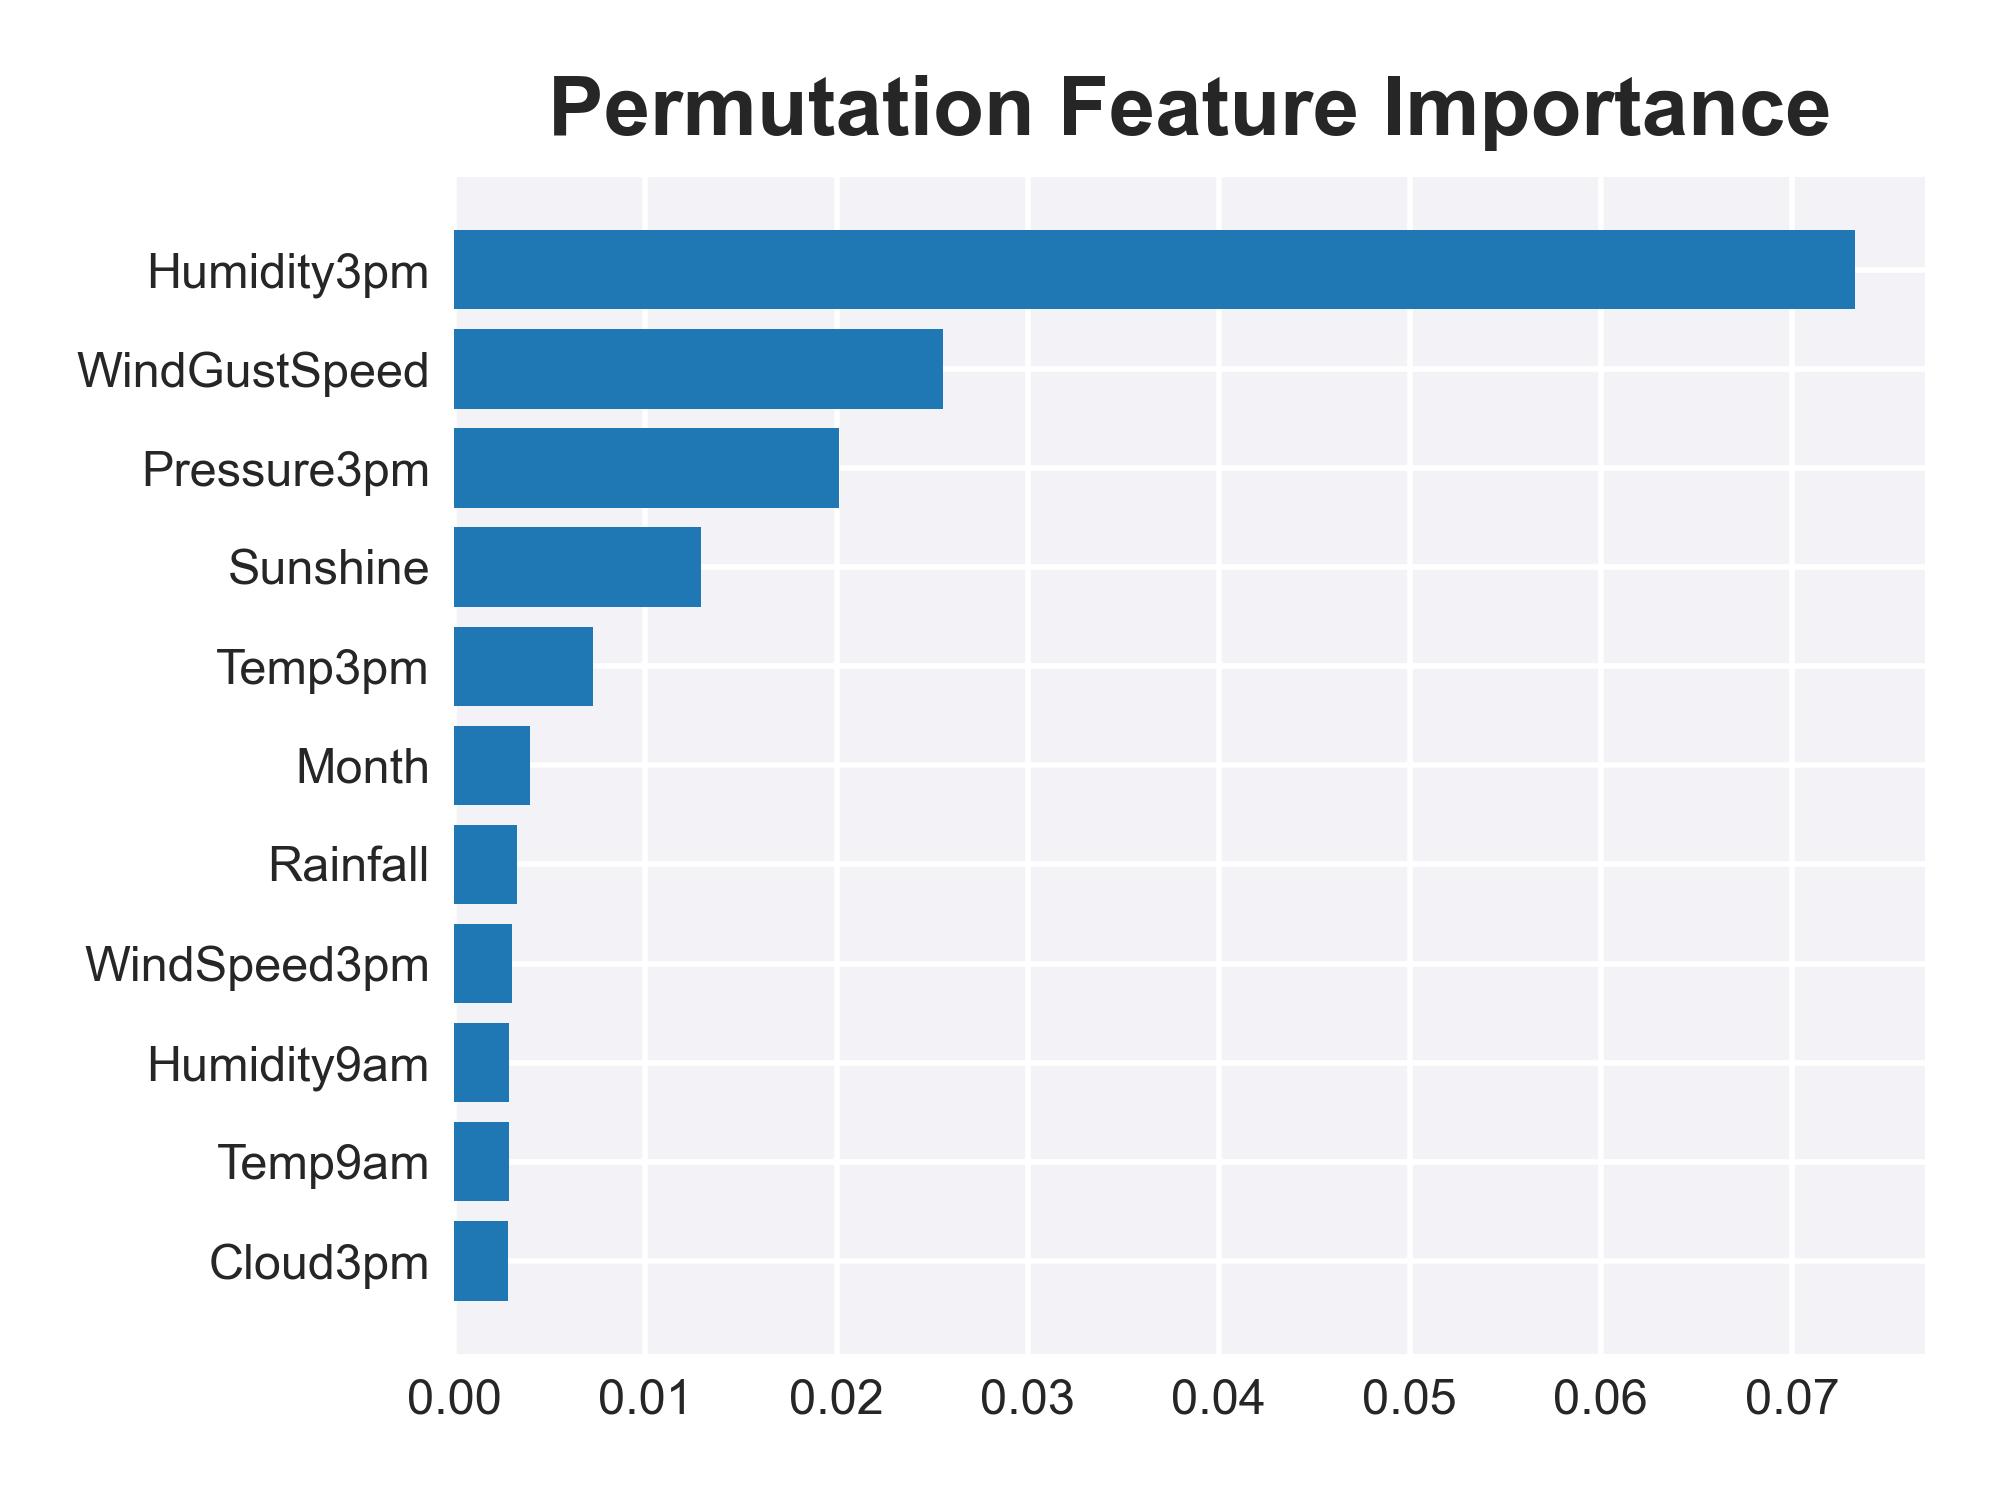 Permutation Feature Importance
Humidity3pm
WindGustSpeed
Pressure3pm
Sunshine
Temp3pm
Month
Rainfall
WindSpeed3pm
Humidity9am
Temp9am
Cloud3pm
0.00 0.01 0.02 0.03 0.04 0.05 0.06 0.07